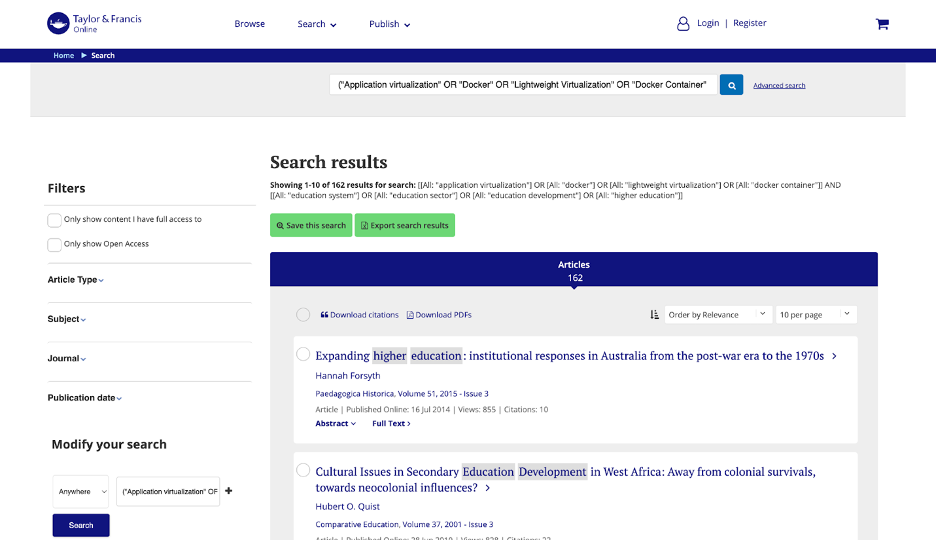 Taylor & Francis
Online
Browse
Search
Publish
Login | Register
Home ▶ Search
("Application virtualization" OR "Docker" OR "Lightweight Virtualization" OR "Docker Container"
Advanced search
Search results
Showing 1-10 of 162 results for search: [[All: "application virtualization"] OR [All: "docker"] OR [All: "lightweight virtualization"] OR [All: "docker container"]] AND
[[All: "education system"] OR [All: "education sector"] OR [All: "education development"] OR [All: "higher education"]]
Filters
Only show content I have full access to
Only show Open Access
Article Type
Subject
Journal
Publication date
Modify your search
Anywhere
("Application virtualization" OF
Search
Save this search
Export search results
Articles
162
Download citations
Download PDFs
Order by Relevance
10 per page
Expanding higher education: institutional responses in Australia from the post-war era to the 1970s
Hannah Forsyth
Paedagogica Historica, Volume 51, 2015 - Issue 3
Article | Published Online: 16 Jul 2014 | Views: 855 | Citations: 10
Abstract
Full Text
Cultural Issues in Secondary Education Development in West Africa: Away from colonial survivals,
towards neocolonial influences?
Hubert O. Quist
Comparative Education, Volume 37, 2001 - Issue 3